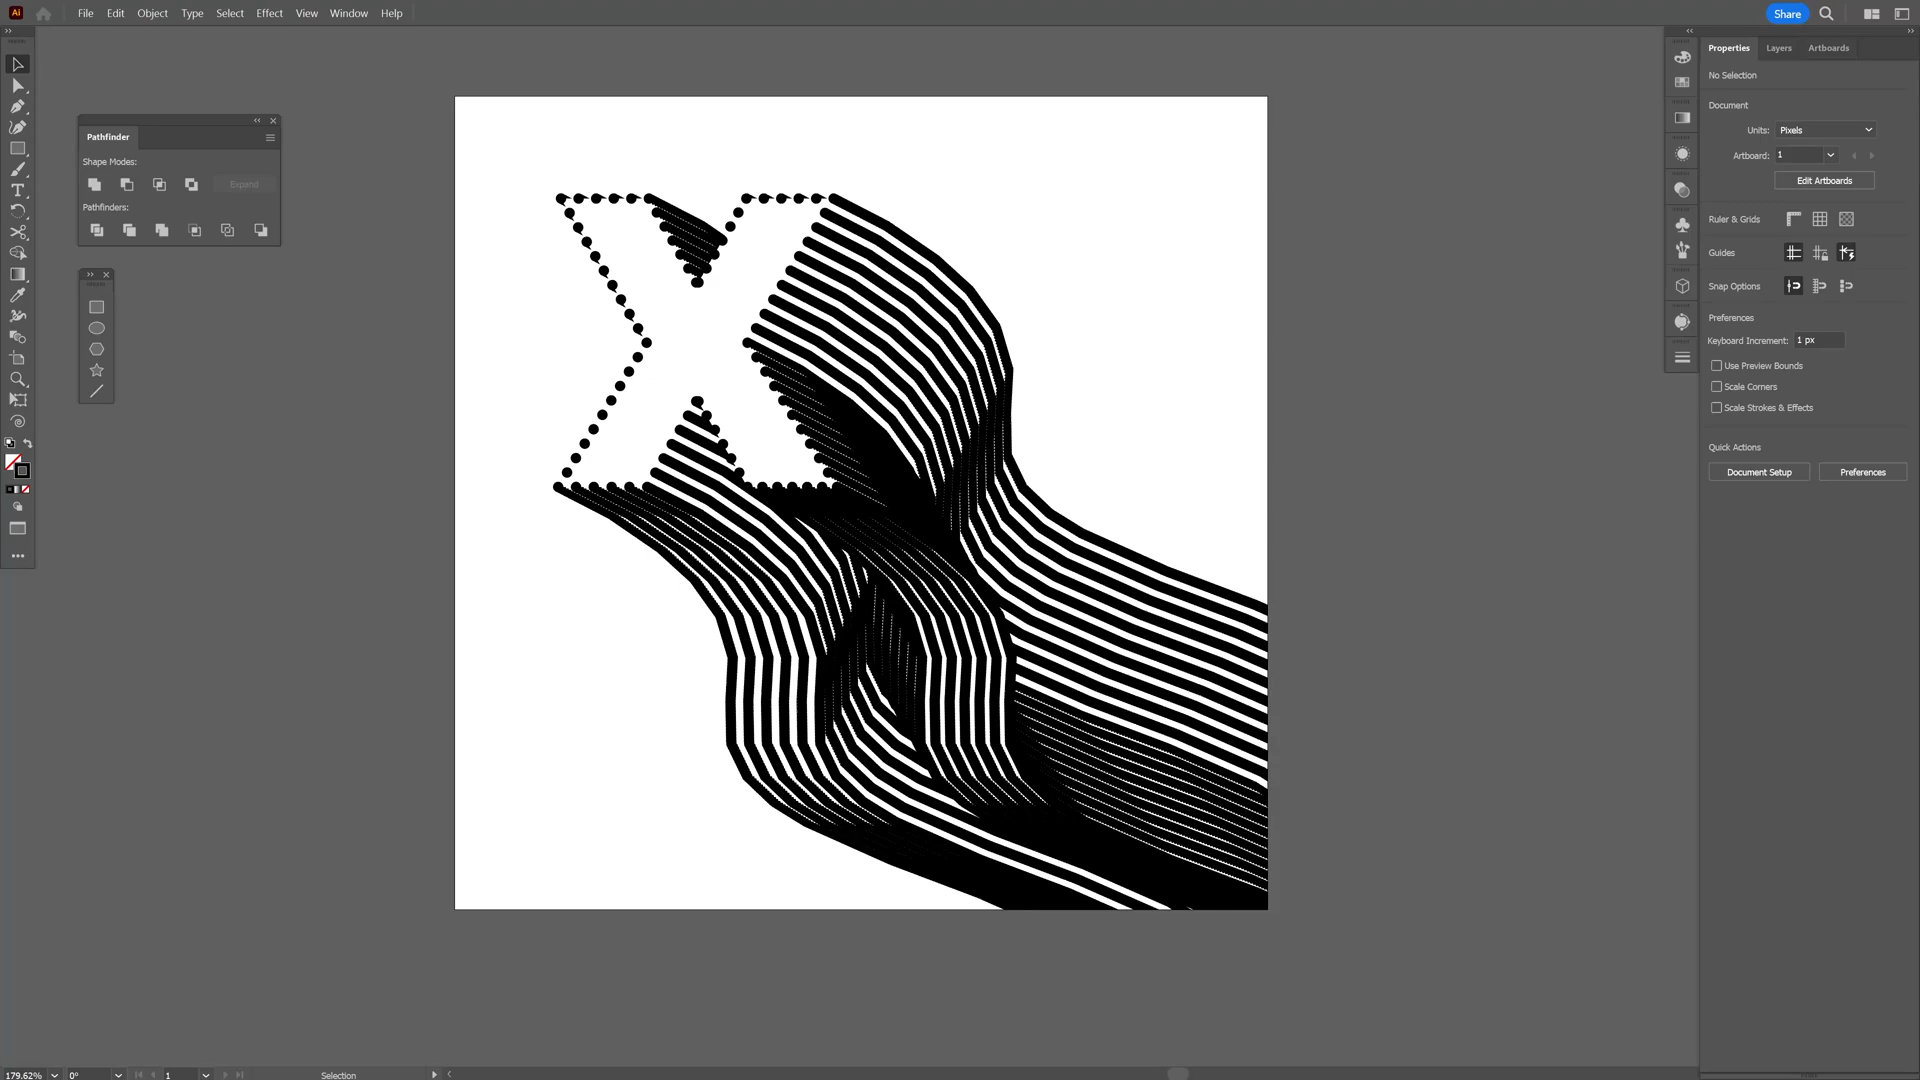 Ai File Edit Object Type Select Effect View Window Help Share
Properties Layers Artboards
No Selection
Document
Units: Pixels
Artboard: 1
Edit Artboards
Ruler & Grids
Guides
Snap Options
Preferences
Keyboard Increment: 1 px
Use Preview Bounds
Scale Corners
Scale Strokes & Effects
Quick Actions
Document Setup Preferences
Pathfinder
Shape Modes:
Expand
Pathfinders:
X
179.62% 0° 1 Selection